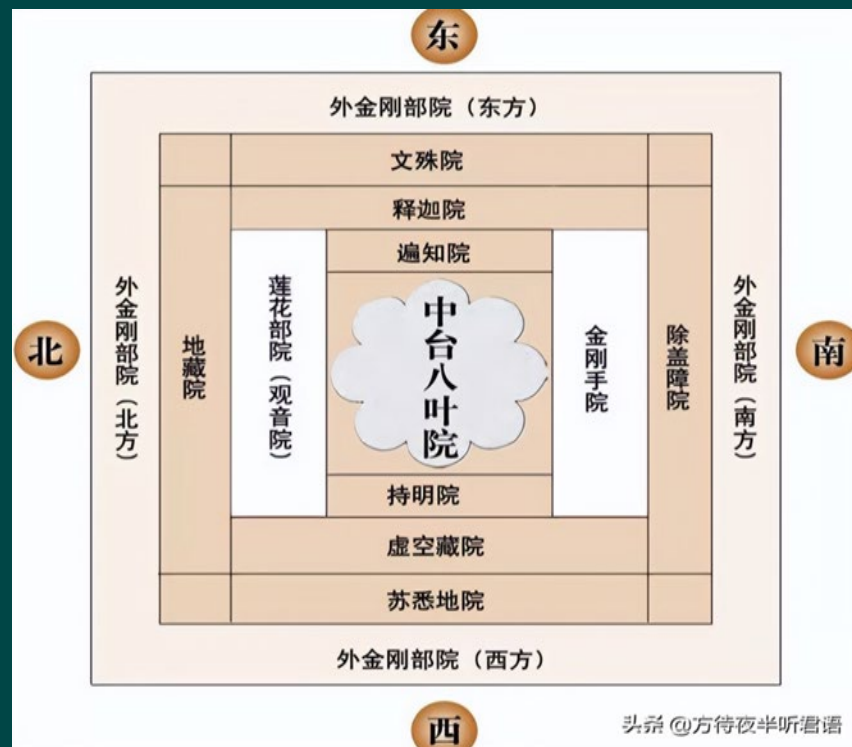 东
外金刚部院（东方）
文殊院
释迦院
遍知院
北
外金刚部院（北方）
地藏院
莲花部院（观音院）
中台八叶院
金刚手院
除盖障院
外金刚部院（南方）
南
持明院
虚空藏院
苏悉地院
外金刚部院（西方）
西
头条 @方待夜半听君语